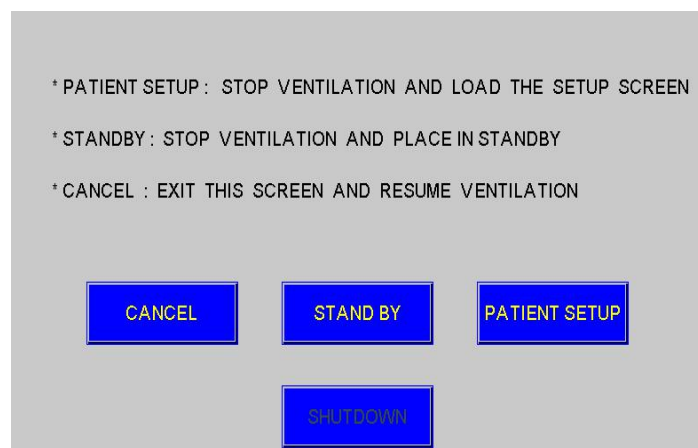 * PATIENT SETUP : STOP VENTILATION AND LOAD THE SETUP SCREEN
* STANDBY : STOP VENTILATION AND PLACE IN STANDBY
* CANCEL : EXIT THIS SCREEN AND RESUME VENTILATION
CANCEL STAND BY PATIENT SETUP
SHUTDOWN